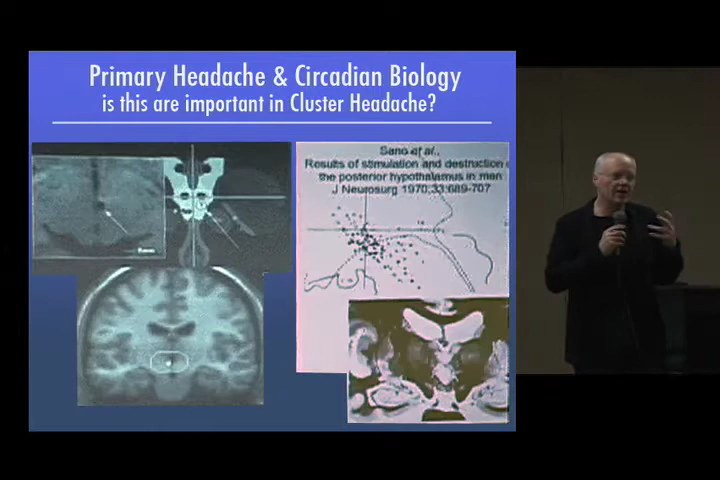 Primary Headache & Circadian Biology
is this are important in Cluster Headache?
Sano et al.,
Results of stimulation and destruction
the posterior hypothalamus in men
J Neurosurg 1970;33:689-707